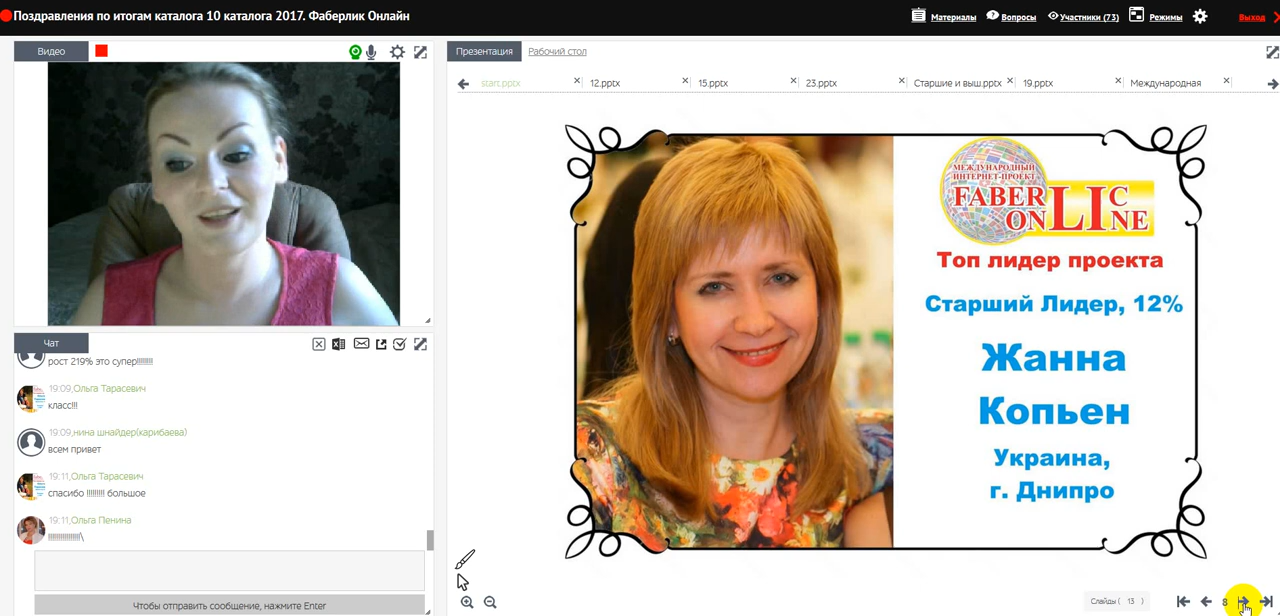 Поздравления по итогам каталога 10 каталога 2017. Фаберлик Онлайн
Материалы
Вопросы
Участники (73)
Режимы
Выход
Видео
Презентация
Рабочий стол
start.pptx
12.pptx
15.pptx
23.pptx
Старшие и выш.pptx
19.pptx
Международная
МЕЖДУНАРОДНЫЙ
ИНТЕРНЕТ-ПРОЕКТ
FABERLIC
ONLINE
Топ лидер проекта
Старший Лидер, 12%
Жанна
Копьен
Украина,
г. Днипро
Чат
рост 219% это супер!!!!!!!!!
19:09,Ольга Тарасевич
класс!!!
19:09,нина шнайдер(карибаева)
всем привет
19:11,Ольга Тарасевич
спасибо !!!!!!!!! большое
19:11,Ольга Пенина
!!!!!!!!!!!!!!!!\
Чтобы отправить сообщение, нажмите Enter
Слайды ( 13 )
8